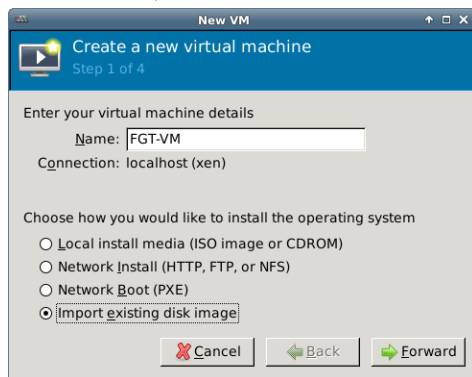 New VM
Create a new virtual machine
Step 1 of 4
Enter your virtual machine details
Name: FGT-VM
Connection: localhost (xen)
Choose how you would like to install the operating system
Local install media (ISO image or CDROM)
Network Install (HTTP, FTP, or NFS)
Network Boot (PXE)
Import existing disk image
Cancel Back Forward